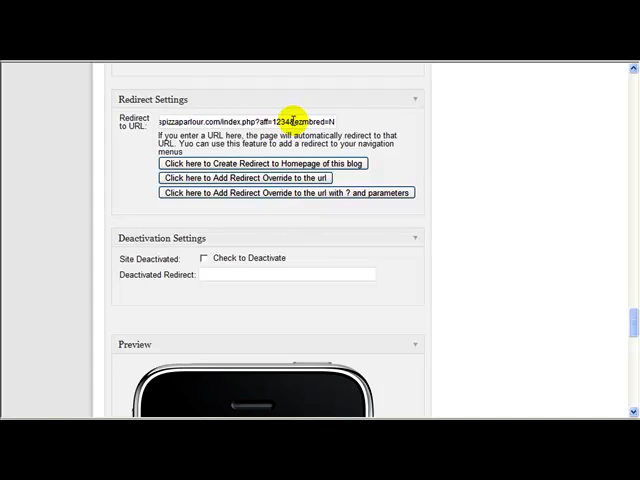 Redirect Settings
Redirect to URL:
spizzaparlour.com/index.php?aff=1234&ezmbred=N
If you enter a URL here, the page will automatically redirect to that
URL. Yuo can use this feature to add a redirect to your navigation
menus
Click here to Create Redirect to Homepage of this blog
Click here to Add Redirect Override to the url
Click here to Add Redirect Override to the url with ? and parameters
Deactivation Settings
Site Deactivated:
Check to Deactivate
Deactivated Redirect:
Preview